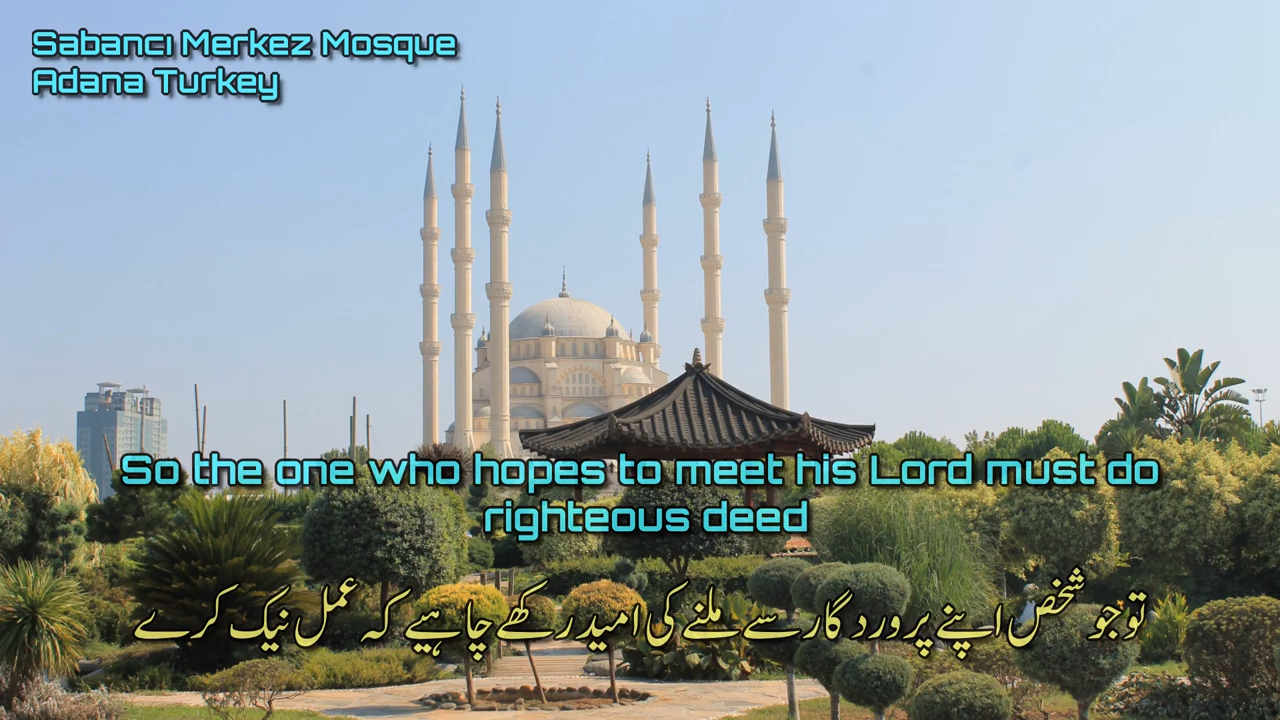 Sabancı Merkez Mosque
Adana Turkey
So the one who hopes to meet his Lord must do
righteous deed
تو جو شخص اپنے پروردگار سے ملنے کی امید رکھے چاہیے کہ عمل نیک کرے